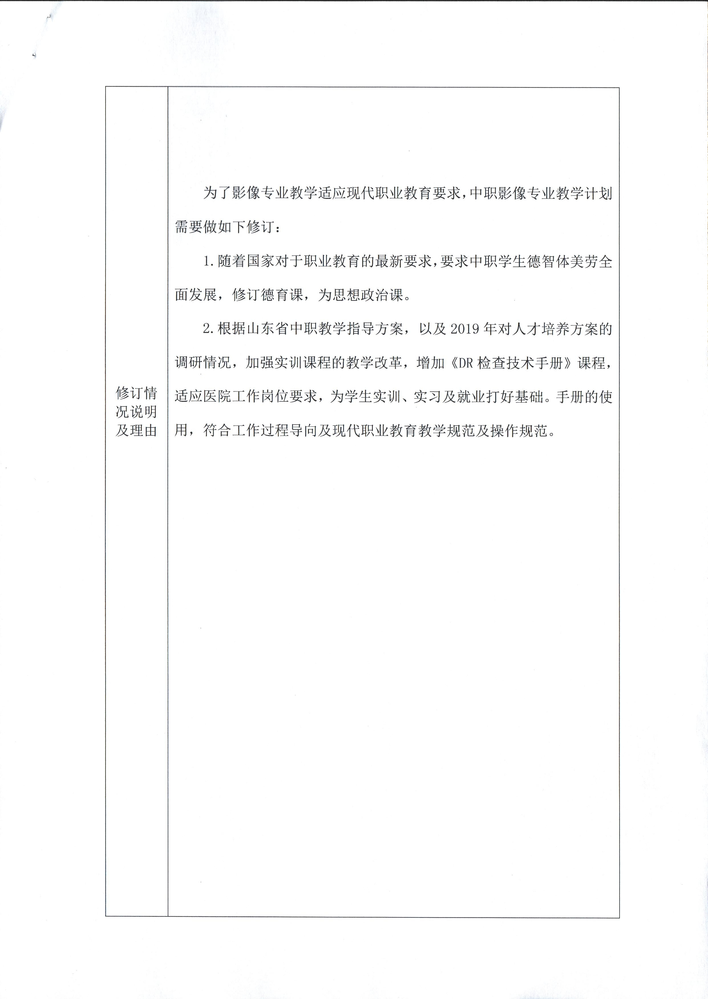 为了影像专业教学适应现代职业教育要求,中职影像专业教学计划
需要做如下修订：
1.随着国家对于职业教育的最新要求,要求中职学生德智体美劳全
面发展，修订德育课，为思想政治课。
2.根据山东省中职教学指导方案，以及2019年对人才培养方案的
调研情况，加强实训课程的教学改革，增加《DR检查技术手册》课程，
适应医院工作岗位要求，为学生实训、实习及就业打好基础。手册的使
用，符合工作过程导向及现代职业教育教学规范及操作规范。
修订情
况说明
及理由